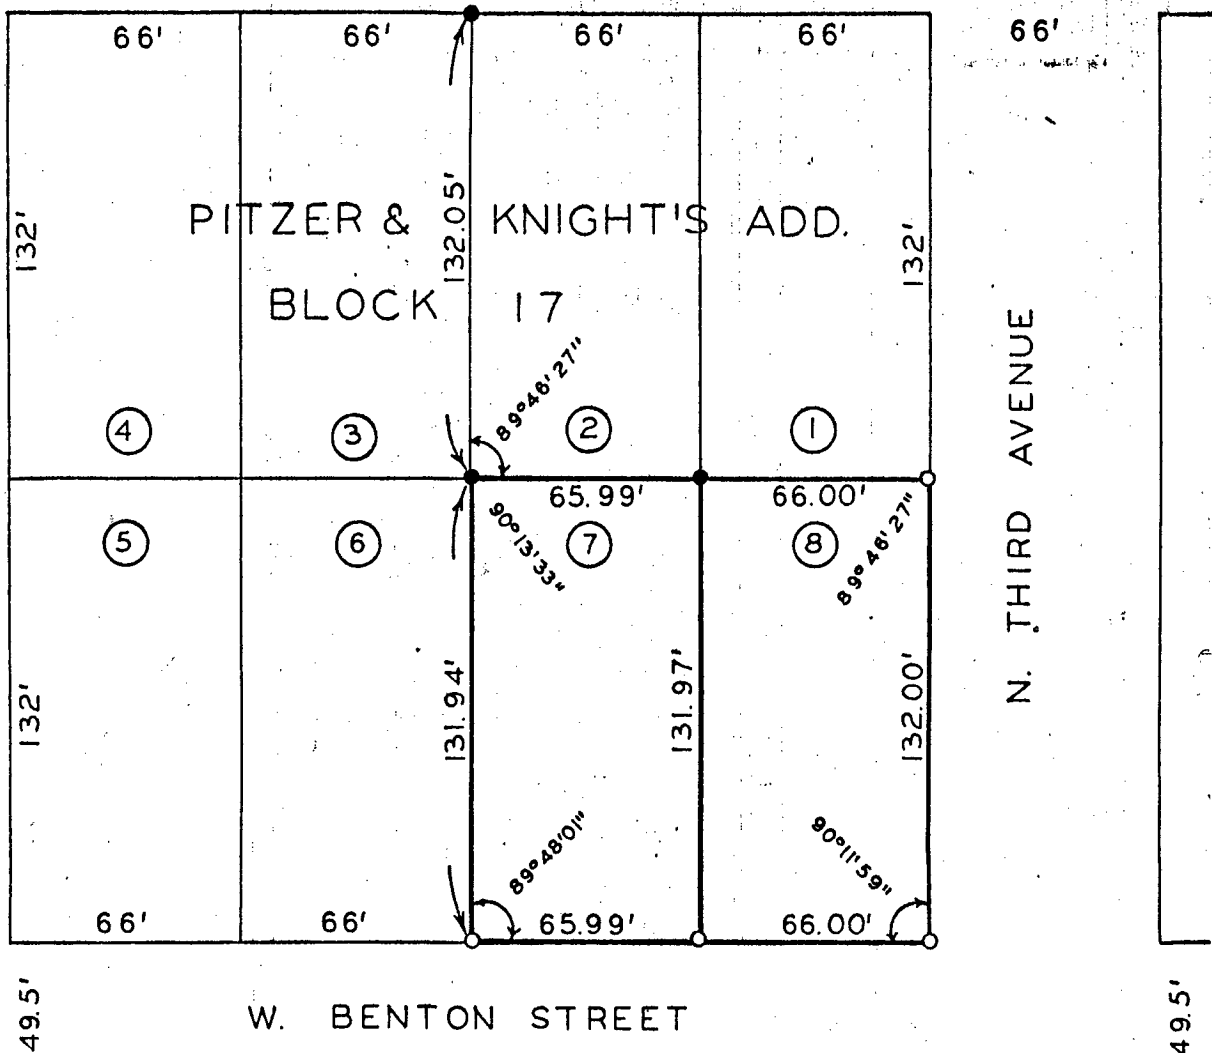 66' 66' 66' 66' 66'
132' 132.05' 132'
PITZER & KNIGHT'S ADD.
BLOCK 17
N. THIRD AVENUE
89°46'27"
4 3 2 1
65.99' 66.00'
5 6 7 8
90°13'33" 89°46'27"
132' 131.94' 131.97' 132.00'
89°48'01" 90°11'59"
66' 66' 65.99' 66.00'
49.5' 49.5'
W. BENTON STREET